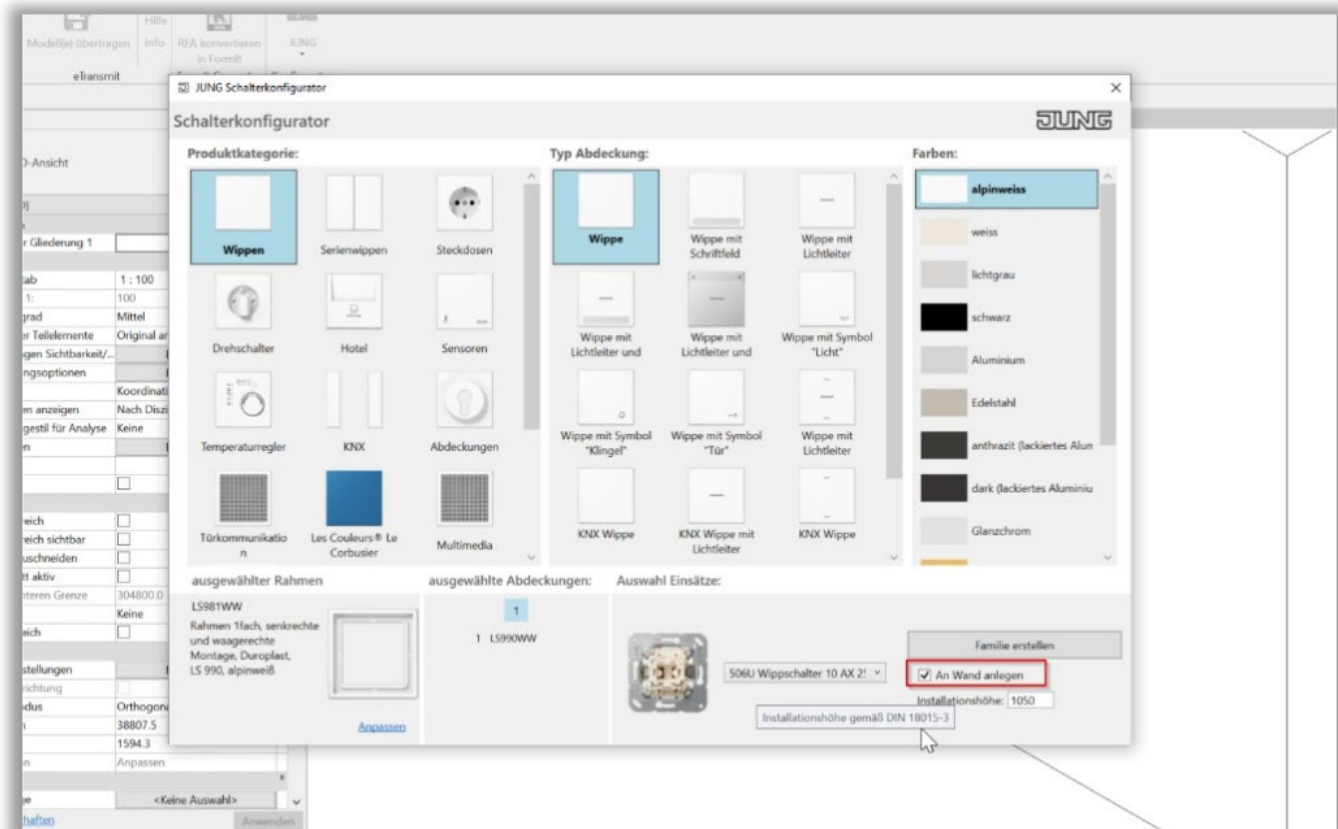 Hilfe
Modell(e) übertragen
Info
RFA konvertieren
in FormIt
JUNG
eTransmit
JUNG Schalterkonfigurator
Schalterkonfigurator
JUNG
Produktkategorie:
Typ Abdeckung:
Farben:
Wippen
Serienwippen
Steckdosen
Drehschalter
Hotel
Sensoren
Temperaturregler
KNX
Abdeckungen
Türkommunikatio
n
Les Couleurs® Le
Corbusier
Multimedia
Wippe
Wippe mit
Schriftfeld
Wippe mit
Lichtleiter
Wippe mit
Lichtleiter und
Wippe mit
Lichtleiter und
Wippe mit Symbol
"Licht"
Wippe mit Symbol
"Klingel"
Wippe mit Symbol
"Tür"
Wippe mit
Lichtleiter
KNX Wippe
KNX Wippe mit
Lichtleiter
KNX Wippe
alpinweiss
weiss
lichtgrau
schwarz
Aluminium
Edelstahl
anthrazit (lackiertes Alun
dark (lackiertes Aluminiu
Glanzchrom
ausgewählter Rahmen
LS981WW
Rahmen 1fach, senkrechte
und waagerechte
Montage, Duroplast,
LS 990, alpinweiß
Anpassen
ausgewählte Abdeckungen:
1
1 LS990WW
Auswahl Einsätze:
506U Wippschalter 10 AX 2!
Familie erstellen
An Wand anlegen
Installationshöhe: 1050
Installationshöhe gemäß DIN 18015-3
D-Ansicht
r Gliederung 1
tab 1 : 100
1: 100
grad Mittel
er Teilelemente Original ar
gen Sichtbarkeit/...
ngsoptionen
Koordinati
en anzeigen Nach Diszi
gestil für Analyse Keine
n
reich
reich sichtbar
uschneiden
tt aktiv
nteren Grenze 304800.0
Keine
eich
stellungen
richtung
dus Orthogona
38807.5
1594.3
n Anpassen
ge <Keine Auswahl>
haften Anwenden